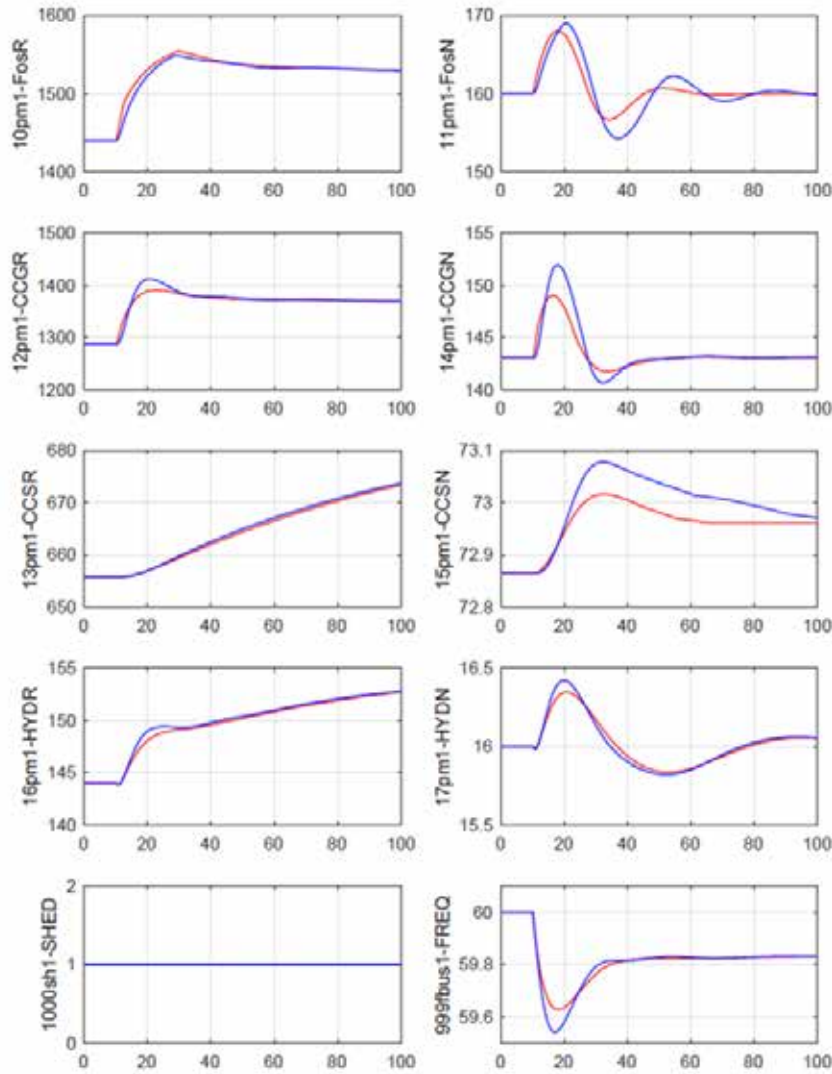 1600
1500
1400
10pm1-FosR
0 20 40 60 80 100
170
160
150
11pm1-FosN
0 20 40 60 80 100
1500
1400
1300
1200
12pm1-CCGR
0 20 40 60 80 100
155
150
143
140
14pm1-CCGN
0 20 40 60 80 100
680
670
660
650
13pm1-CCSR
0 20 40 60 80 100
73.1
73
72.9
72.8
15pm1-CCSN
0 20 40 60 80 100
155
150
144
140
16pm1-HYDR
0 20 40 60 80 100
16.5
16
15.5
17pm1-HYDN
0 20 40 60 80 100
2
1
0
1000sh1-SHED
0 20 40 60 80 100
60
59.8
59.6
999fbus1-FREQ
0 20 40 60 80 100